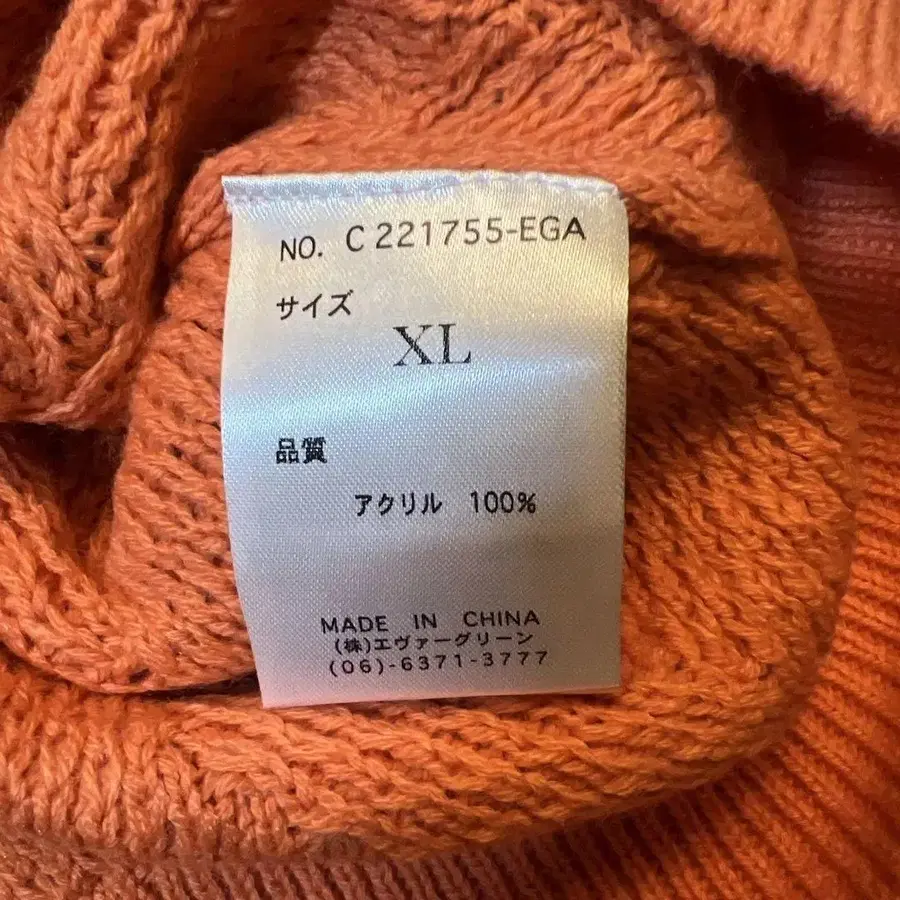 NO. C221755-EGA
サイズ
XL
品質
アクリル 100%
MADE IN CHINA
(株)エヴァーグリーン
(06)-6371-3777